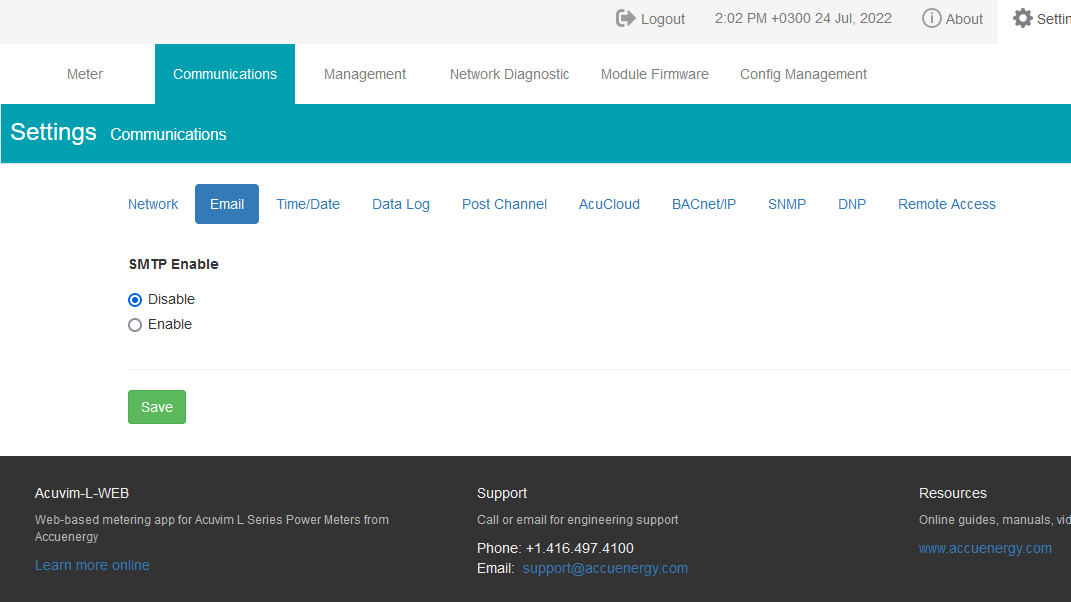 Logout 2:02 PM +0300 24 Jul, 2022 About Settin
Meter Communications Management Network Diagnostic Module Firmware Config Management
Settings Communications
Network Email Time/Date Data Log Post Channel AcuCloud BACnet/IP SNMP DNP Remote Access
SMTP Enable
Disable
Enable
Save
Acuvim-L-WEB
Web-based metering app for Acuvim L Series Power Meters from
Accuenergy
Learn more online
Support
Call or email for engineering support
Phone: +1.416.497.4100
Email: support@accuenergy.com
Resources
Online guides, manuals, vid
www.accuenergy.com